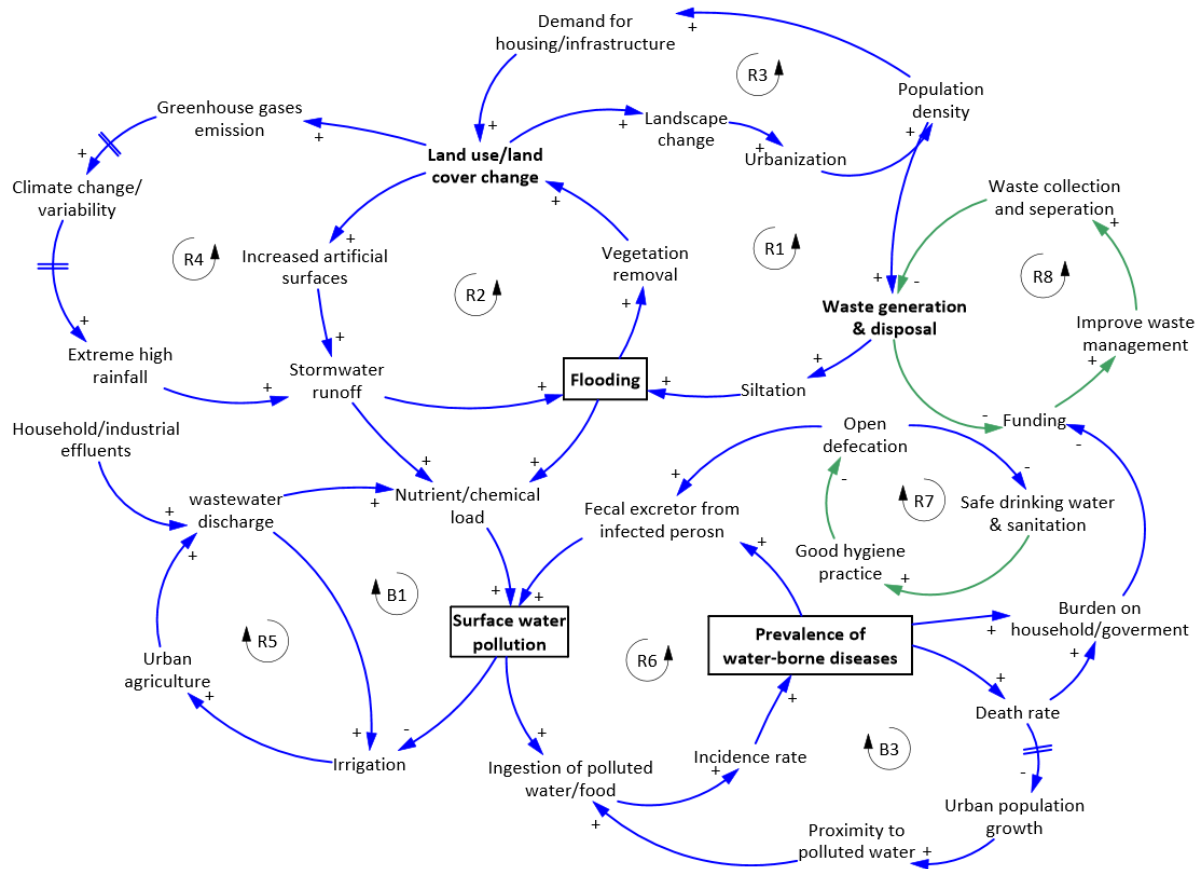 Demand for
housing/infrastructure
+
+
R3
Population
density
+
Greenhouse gases
emission
+
+
Landscape
change
+
Urbanization
+
Land use/land
cover change
+
Climate change/
variability
+
Waste collection
and seperation
+
R4
Increased artificial
surfaces
+
R2
Vegetation
removal
+
+
R1
+
-
R8
Waste generation
& disposal
Improve waste
management
+
+
Extreme high
rainfall
+
Stormwater
runoff
+
+
Flooding
+
Siltation
+
-
Funding
-
Household/industrial
effluents
+
wastewater
discharge
+
+
+
+
Nutrient/chemical
load
Open
defecation
-
-
R7
Safe drinking water
& sanitation
+
Fecal excretor from
infected perosn
+
Good hygiene
practice
+
B1
+
+
Surface water
pollution
R5
R6
Prevalence of
water-borne diseases
+
Burden on
household/goverment
+
Urban
agriculture
+
+
Death rate
+
-
Irrigation
+
Ingestion of polluted
water/food
+
Incidence rate
+
+
B3
-
Urban population
growth
Proximity to
polluted water
+